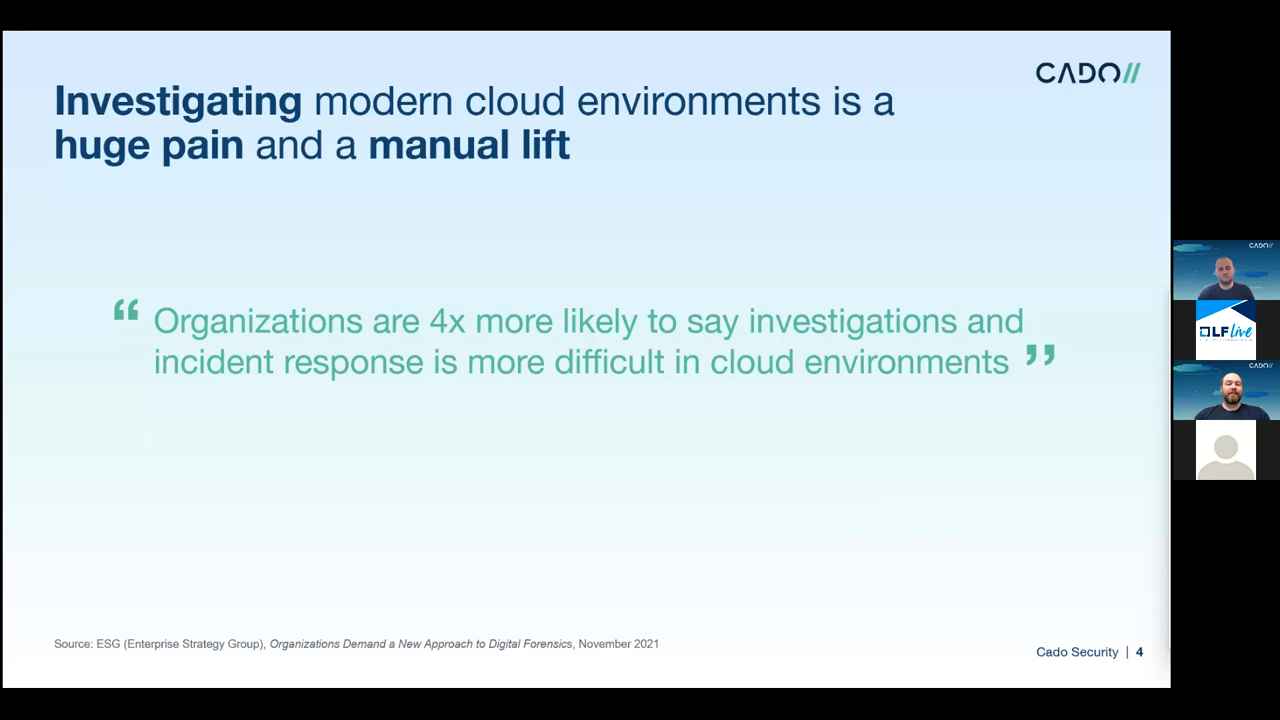 CADO//
Investigating modern cloud environments is a
huge pain and a manual lift
“ Organizations are 4x more likely to say investigations and
incident response is more difficult in cloud environments ”
Source: ESG (Enterprise Strategy Group), Organizations Demand a New Approach to Digital Forensics, November 2021
Cado Security | 4
CADO//
LF Live
CADO//